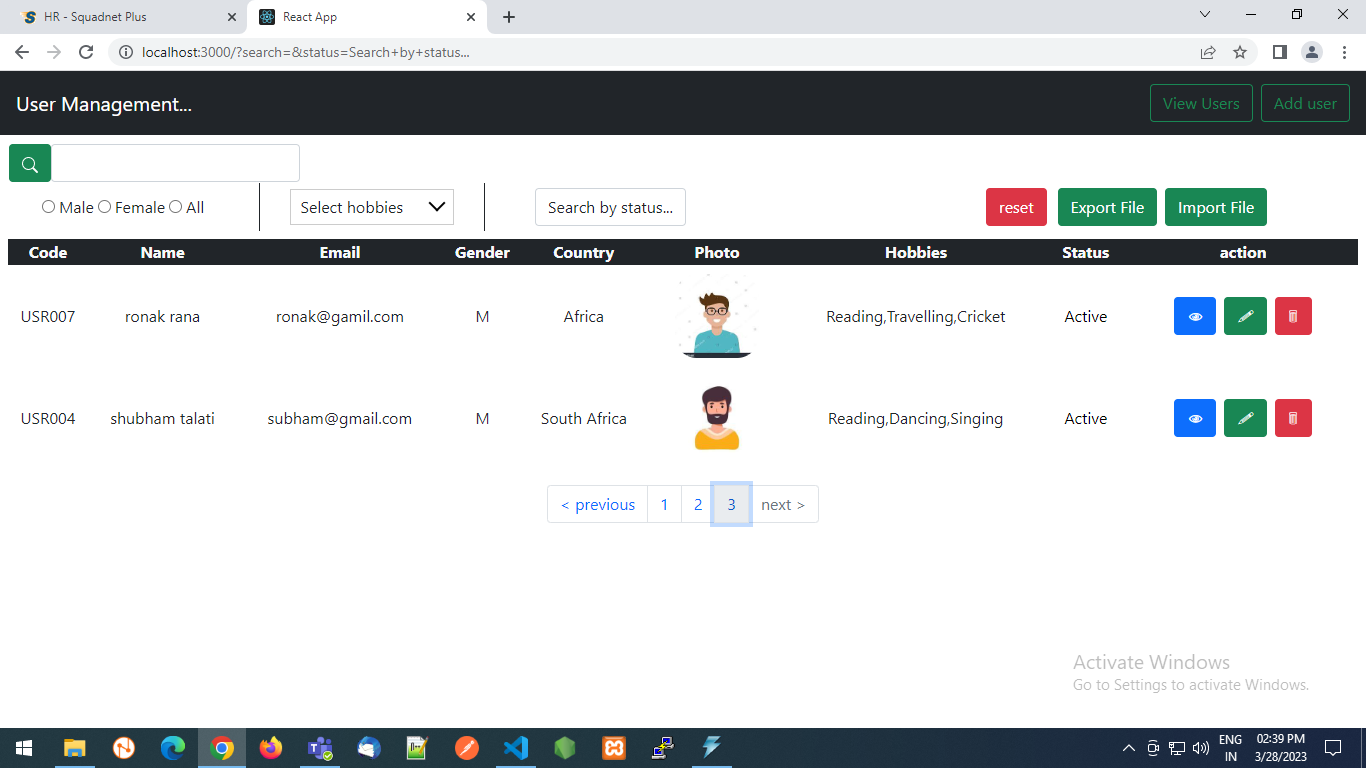 HR - Squadnet Plus
React App
localhost:3000/?search=&status=Search+by+status...
User Management...
View Users
Add user
Male Female All
Select hobbies
Search by status...
reset
Export File
Import File
Code Name Email Gender Country Photo Hobbies Status action
USR007 ronak rana ronak@gamil.com M Africa Reading,Travelling,Cricket Active
USR004 shubham talati subham@gmail.com M South Africa Reading,Dancing,Singing Active
< previous 1 2 3 next >
Activate Windows
Go to Settings to activate Windows.
ENG 02:39 PM
IN 3/28/2023